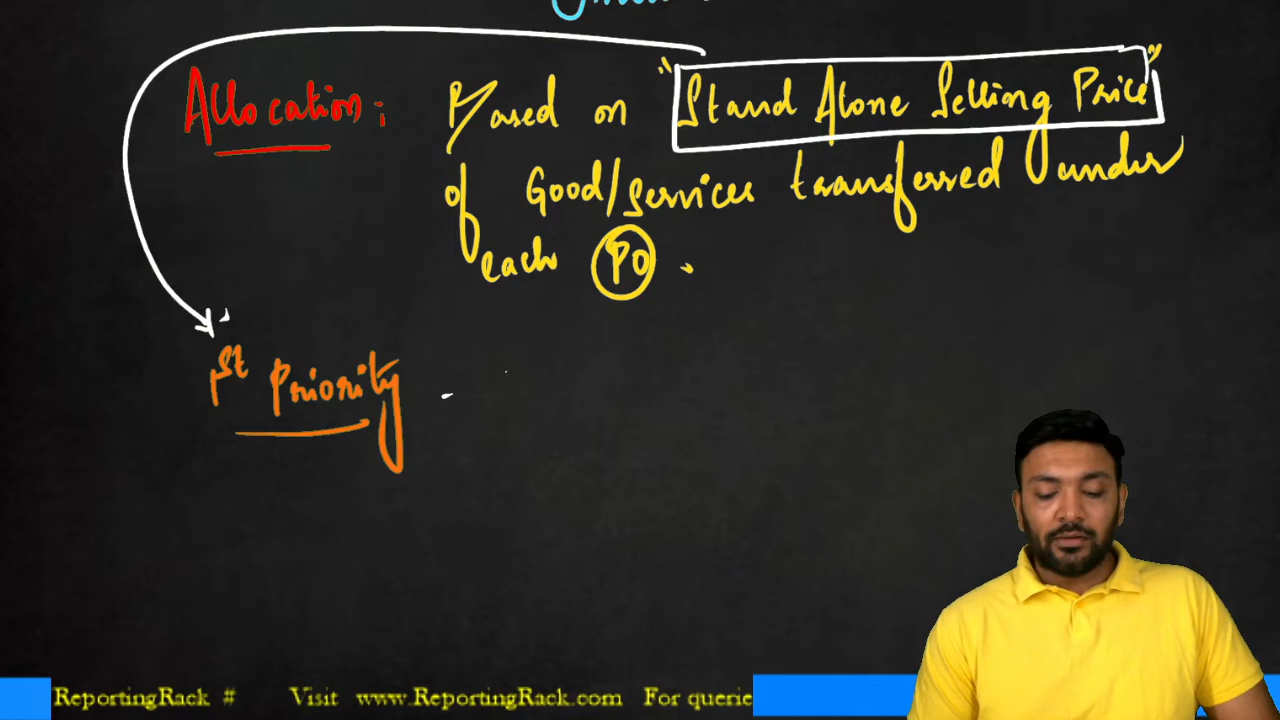 Allocation: Based on "Stand Alone Selling Price"
of Good/services transferred under
each PO.
1st Priority -
ReportingRack # Visit www.ReportingRack.com For querie